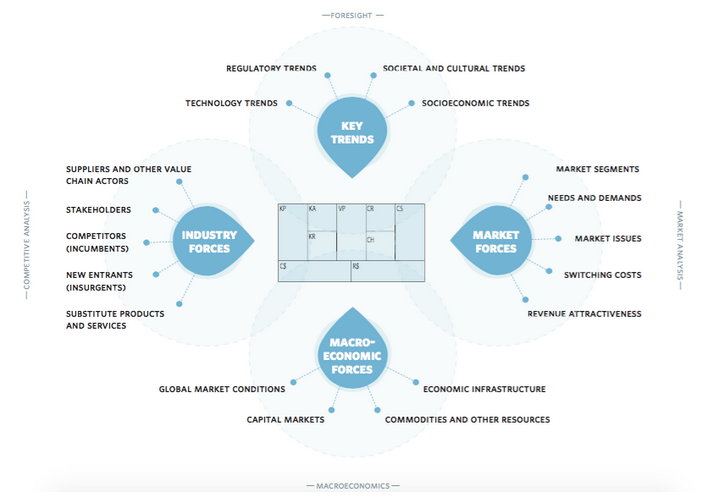 —FORESIGHT —
REGULATORY TRENDS
SOCIETAL AND CULTURAL TRENDS
TECHNOLOGY TRENDS
SOCIOECONOMIC TRENDS
KEY
TRENDS
SUPPLIERS AND OTHER VALUE
CHAIN ACTORS
STAKEHOLDERS
COMPETITORS
(INCUMBENTS)
NEW ENTRANTS
(INSURGENTS)
SUBSTITUTE PRODUCTS
AND SERVICES
INDUSTRY
FORCES
—COMPETITIVE ANALYSIS —
KP
KA
VP
CR
CS
KR
CH
C$
R$
MARKET
FORCES
MARKET SEGMENTS
NEEDS AND DEMANDS
MARKET ISSUES
SWITCHING COSTS
REVENUE ATTRACTIVENESS
— MARKET ANALYSIS—
MACRO-
ECONOMIC
FORCES
GLOBAL MARKET CONDITIONS
ECONOMIC INFRASTRUCTURE
CAPITAL MARKETS
COMMODITIES AND OTHER RESOURCES
— MACROECONOMICS —